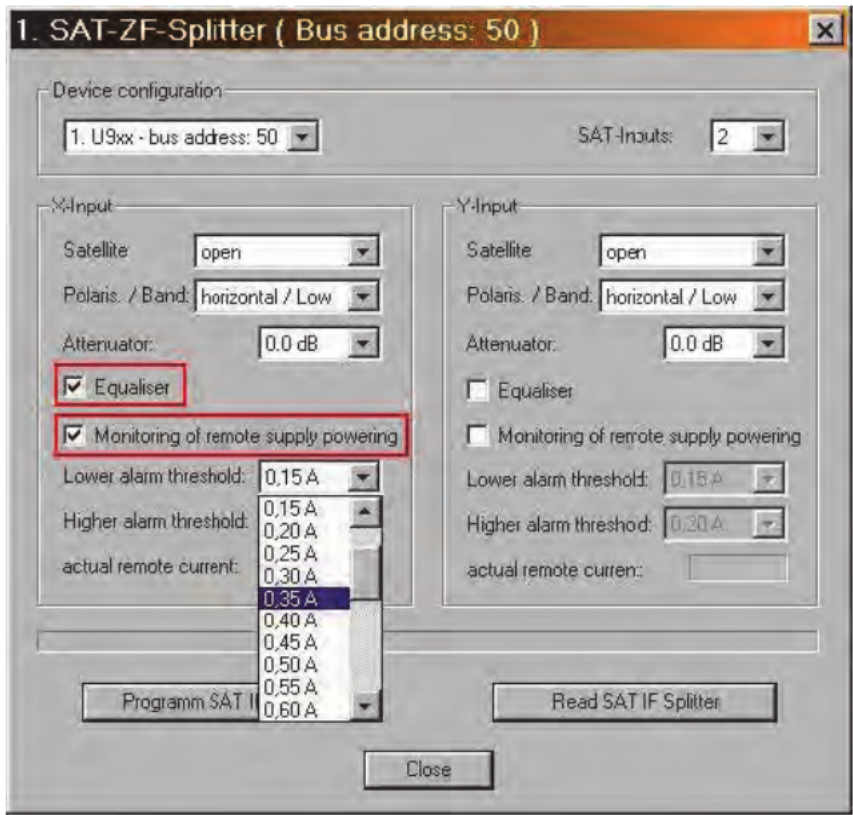 1. SAT-ZF-Splitter ( Bus address: 50 )
Device configuration
1. U9xx - bus address: 50
SAT-Inputs:
2
X-Input
Satellite
open
Polaris. / Band:
horizontal / Low
Attenuator:
0.0 dB
Equaliser
Monitoring of remote supply powering
Lower alarm threshold:
0,15 A
Higher alarm threshold:
actual remote current:
0,15 A
0,20 A
0,25 A
0,30 A
0,35 A
0,40 A
0,45 A
0,50 A
0,55 A
0,60 A
Y-Input
Satellite
open
Polaris. / Band:
horizontal / Low
Attenuator:
0.0 dB
Equaliser
Monitoring of remote supply powering
Lower alarm threshold:
0,15 A
Higher alarm threshod:
0,20 A
actual remote curren:
Programm SAT
Read SAT IF Splitter
Close